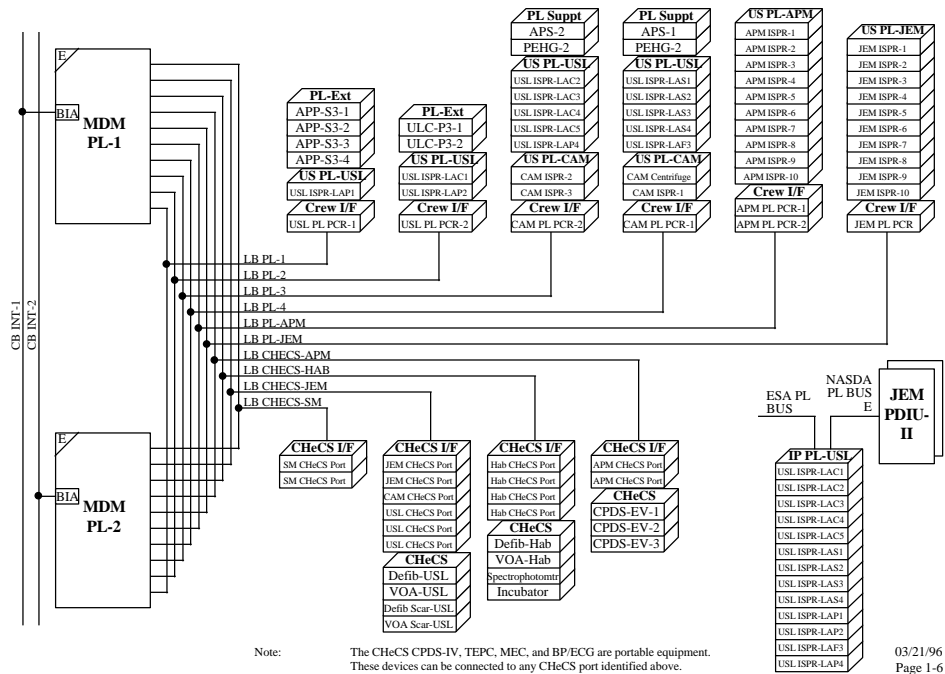 CB INT-1
CB INT-2
E
BIA
MDM
PL-1
E
BIA
MDM
PL-2
PL-Ext
APP-S3-1
APP-S3-2
APP-S3-3
APP-S3-4
US PL-USL
USL ISPR-LAP1
Crew I/F
USL PL PCR-1
PL-Ext
ULC-P3-1
ULC-P3-2
US PL-USL
USL ISPR-LAC1
USL ISPR-LAP2
Crew I/F
USL PL PCR-2
PL Suppt
APS-2
PEHG-2
US PL-USL
USL ISPR-LAC2
USL ISPR-LAC3
USL ISPR-LAC4
USL ISPR-LAC5
USL ISPR-LAP4
US PL-CAM
CAM ISPR-2
CAM ISPR-3
Crew I/F
CAM PL PCR-2
PL Suppt
APS-1
PEHG-2
US PL-USL
USL ISPR-LAS1
USL ISPR-LAS2
USL ISPR-LAS3
USL ISPR-LAS4
USL ISPR-LAF3
US PL-CAM
CAM Centrifuge
CAM ISPR-1
Crew I/F
CAM PL PCR-1
US PL-APM
APM ISPR-1
APM ISPR-2
APM ISPR-3
APM ISPR-4
APM ISPR-5
APM ISPR-6
APM ISPR-7
APM ISPR-8
APM ISPR-9
APM ISPR-10
Crew I/F
APM PL PCR-1
APM PL PCR-2
US PL-JEM
JEM ISPR-1
JEM ISPR-2
JEM ISPR-3
JEM ISPR-4
JEM ISPR-5
JEM ISPR-6
JEM ISPR-7
JEM ISPR-8
JEM ISPR-9
JEM ISPR-10
Crew I/F
JEM PL PCR
LB PL-1
LB PL-2
LB PL-3
LB PL-4
LB PL-APM
LB PL-JEM
LB CHECS-APM
LB CHECS-HAB
LB CHECS-JEM
LB CHECS-SM
CHeCS I/F
SM CHeCS Port
SM CHeCS Port
CHeCS I/F
JEM CHeCS Port
JEM CHeCS Port
CAM CHeCS Port
USL CHeCS Port
USL CHeCS Port
USL CHeCS Port
CHeCS
Defib-USL
VOA-USL
Defib Scar-USL
VOA Scar-USL
CHeCS I/F
Hab CHeCS Port
Hab CHeCS Port
Hab CHeCS Port
Hab CHeCS Port
CHeCS
Defib-Hab
VOA-Hab
Spectrophotomtr
Incubator
CHeCS I/F
APM CHeCS Port
APM CHeCS Port
CHeCS
CPDS-EV-1
CPDS-EV-2
CPDS-EV-3
ESA PL
BUS
NASDA
PL BUS
E
JEM
PDIU-
II
IP PL-USL
USL ISPR-LAC1
USL ISPR-LAC2
USL ISPR-LAC3
USL ISPR-LAC4
USL ISPR-LAC5
USL ISPR-LAS1
USL ISPR-LAS2
USL ISPR-LAS3
USL ISPR-LAS4
USL ISPR-LAP1
USL ISPR-LAP2
USL ISPR-LAF3
USL ISPR-LAP4
Note: The CHeCS CPDS-IV, TEPC, MEC, and BP/ECG are portable equipment.
These devices can be connected to any CHeCS port identified above.
03/21/96
Page 1-6